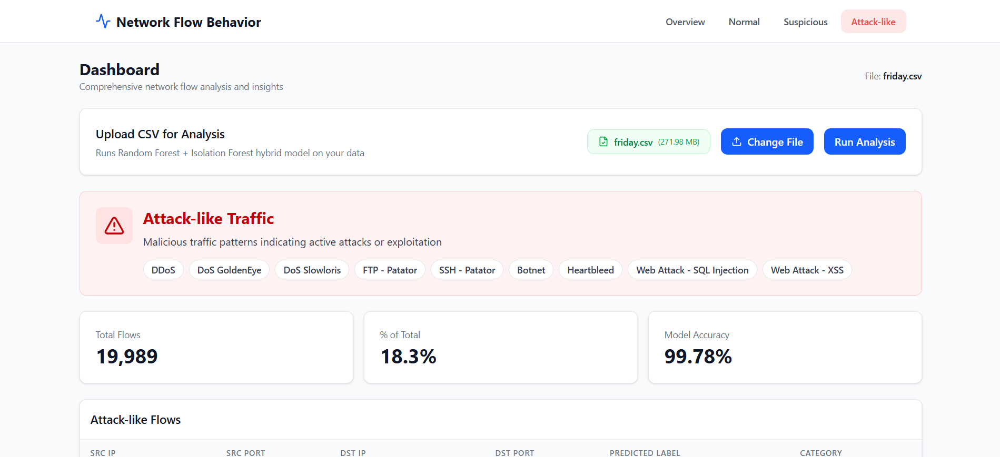 Network Flow Behavior
Overview Normal Suspicious Attack-like
Dashboard
Comprehensive network flow analysis and insights
File: friday.csv
Upload CSV for Analysis
Runs Random Forest + Isolation Forest hybrid model on your data
friday.csv (271.98 MB) Change File Run Analysis
Attack-like Traffic
Malicious traffic patterns indicating active attacks or exploitation
DDoS DoS GoldenEye DoS Slowloris FTP - Patator SSH - Patator Botnet Heartbleed Web Attack - SQL Injection Web Attack - XSS
Total Flows
19,989
% of Total
18.3%
Model Accuracy
99.78%
Attack-like Flows
SRC IP SRC PORT DST IP DST PORT PREDICTED LABEL CATEGORY